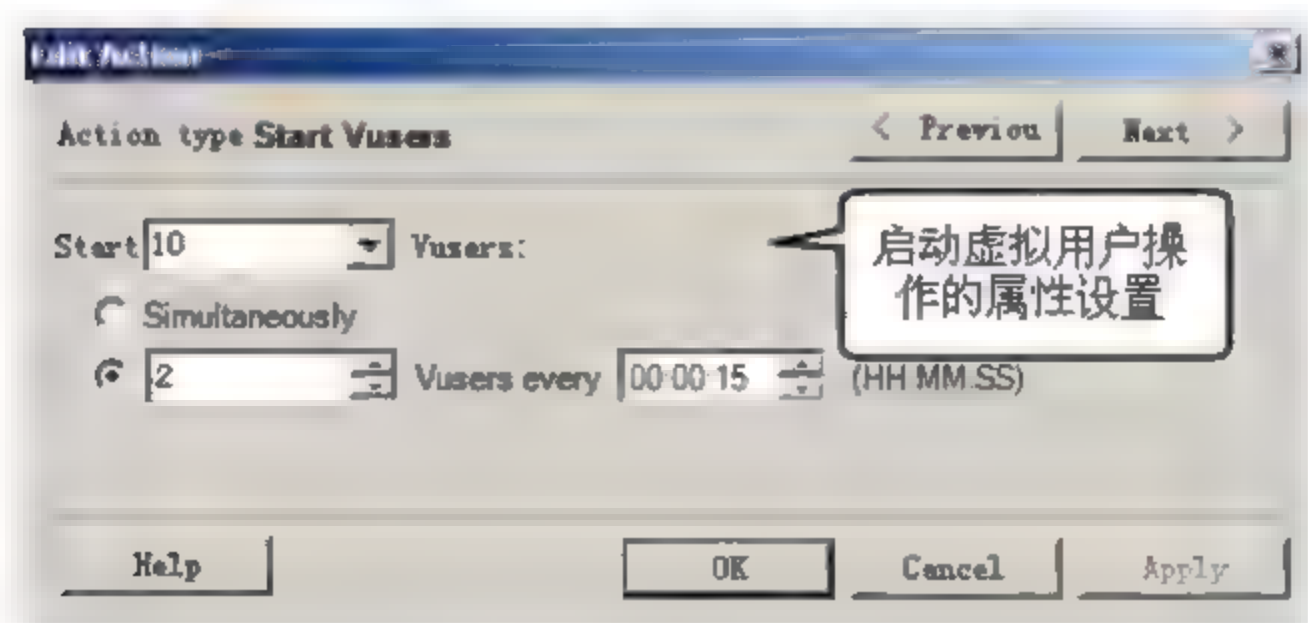 Edit Action
Action type Start Vusers
< Previou
Next >
Start 10 Vusers:
启动虚拟用户操
作的属性设置
Simultaneously
2 Vusers every 00:00:15 (HH:MM:SS)
Help
OK
Cancel
Apply